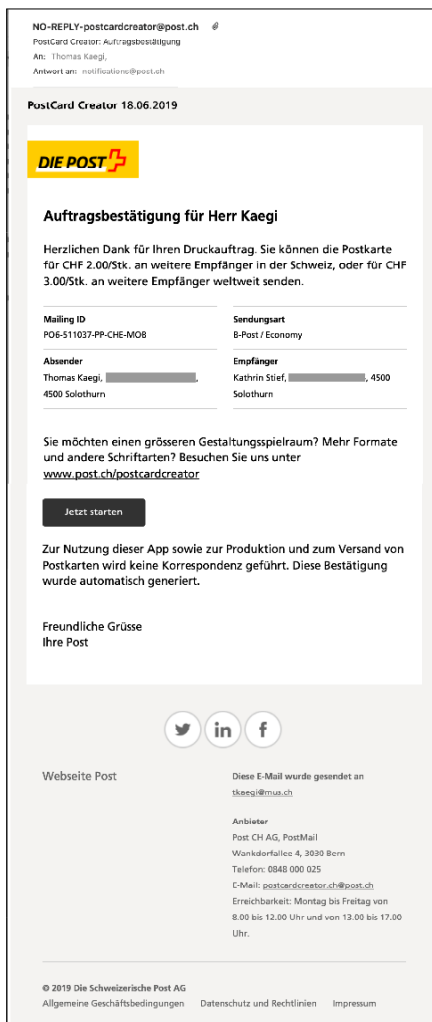 NO-REPLY-postcardcreator@post.ch
PostCard Creator: Auftragsbestätigung
An: Thomas Kaegi,
Antwort an: notifications@post.ch
PostCard Creator 18.06.2019
DIE POST
Auftragsbestätigung für Herr Kaegi
Herzlichen Dank für Ihren Druckauftrag. Sie können die Postkarte
für CHF 2.00/Stk. an weitere Empfänger in der Schweiz, oder für CHF
3.00/Stk. an weitere Empfänger weltweit senden.
Mailing ID
PO6-511037-PP-CHE-MOB
Sendungsart
B-Post / Economy
Absender
Thomas Kaegi, ,
4500 Solothurn
Empfänger
Kathrin Stief, , 4500
Solothurn
Sie möchten einen grösseren Gestaltungsspielraum? Mehr Formate
und andere Schriftarten? Besuchen Sie uns unter
www.post.ch/postcardcreator
Jetzt starten
Zur Nutzung dieser App sowie zur Produktion und zum Versand von
Postkarten wird keine Korrespondenz geführt. Diese Bestätigung
wurde automatisch generiert.
Freundliche Grüsse
Ihre Post
in
f
Webseite Post
Diese E-Mail wurde gesendet an
tkaegi@mus.ch
Anbieter
Post CH AG, PostMail
Wankdorfallee 4, 3030 Bern
Telefon: 0848 000 025
E-Mail: postcardcreator.ch@post.ch
Erreichbarkeit: Montag bis Freitag von
8.00 bis 12.00 Uhr und von 13.00 bis 17.00
Uhr.
© 2019 Die Schweizerische Post AG
Allgemeine Geschäftsbedingungen Datenschutz und Rechtlinien Impressum